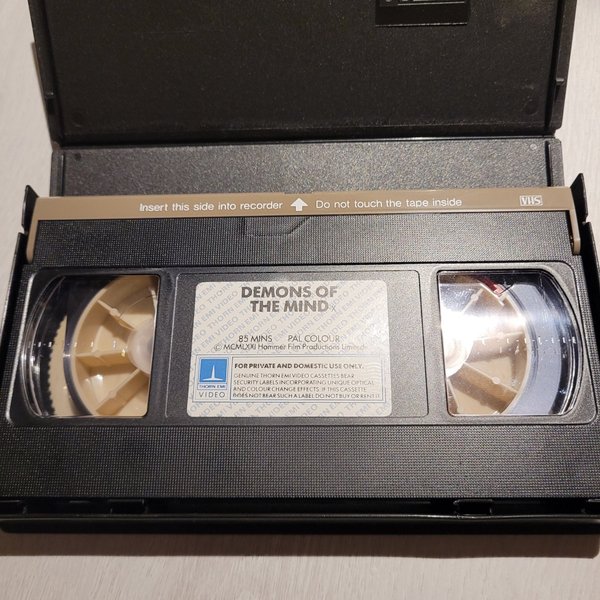 Insert this side into recorder Do not touch the tape inside VHS
DEMONS OF
THE MIND X
85 MINS PAL COLOUR
© MCMLXXI Hammer Film Productions Limited
FOR PRIVATE AND DOMESTIC USE ONLY.
GENUINE THORN EMI VIDEO CASSETTES BEAR
SECURITY LABELS INCORPORATING UNIQUE OPTICAL
AND COLOUR CHANGE EFFECTS. IF THIS CASSETTE
DOES NOT BEAR SUCH A LABEL DO NOT BUY OR RENT IT
THORN EMI
VIDEO